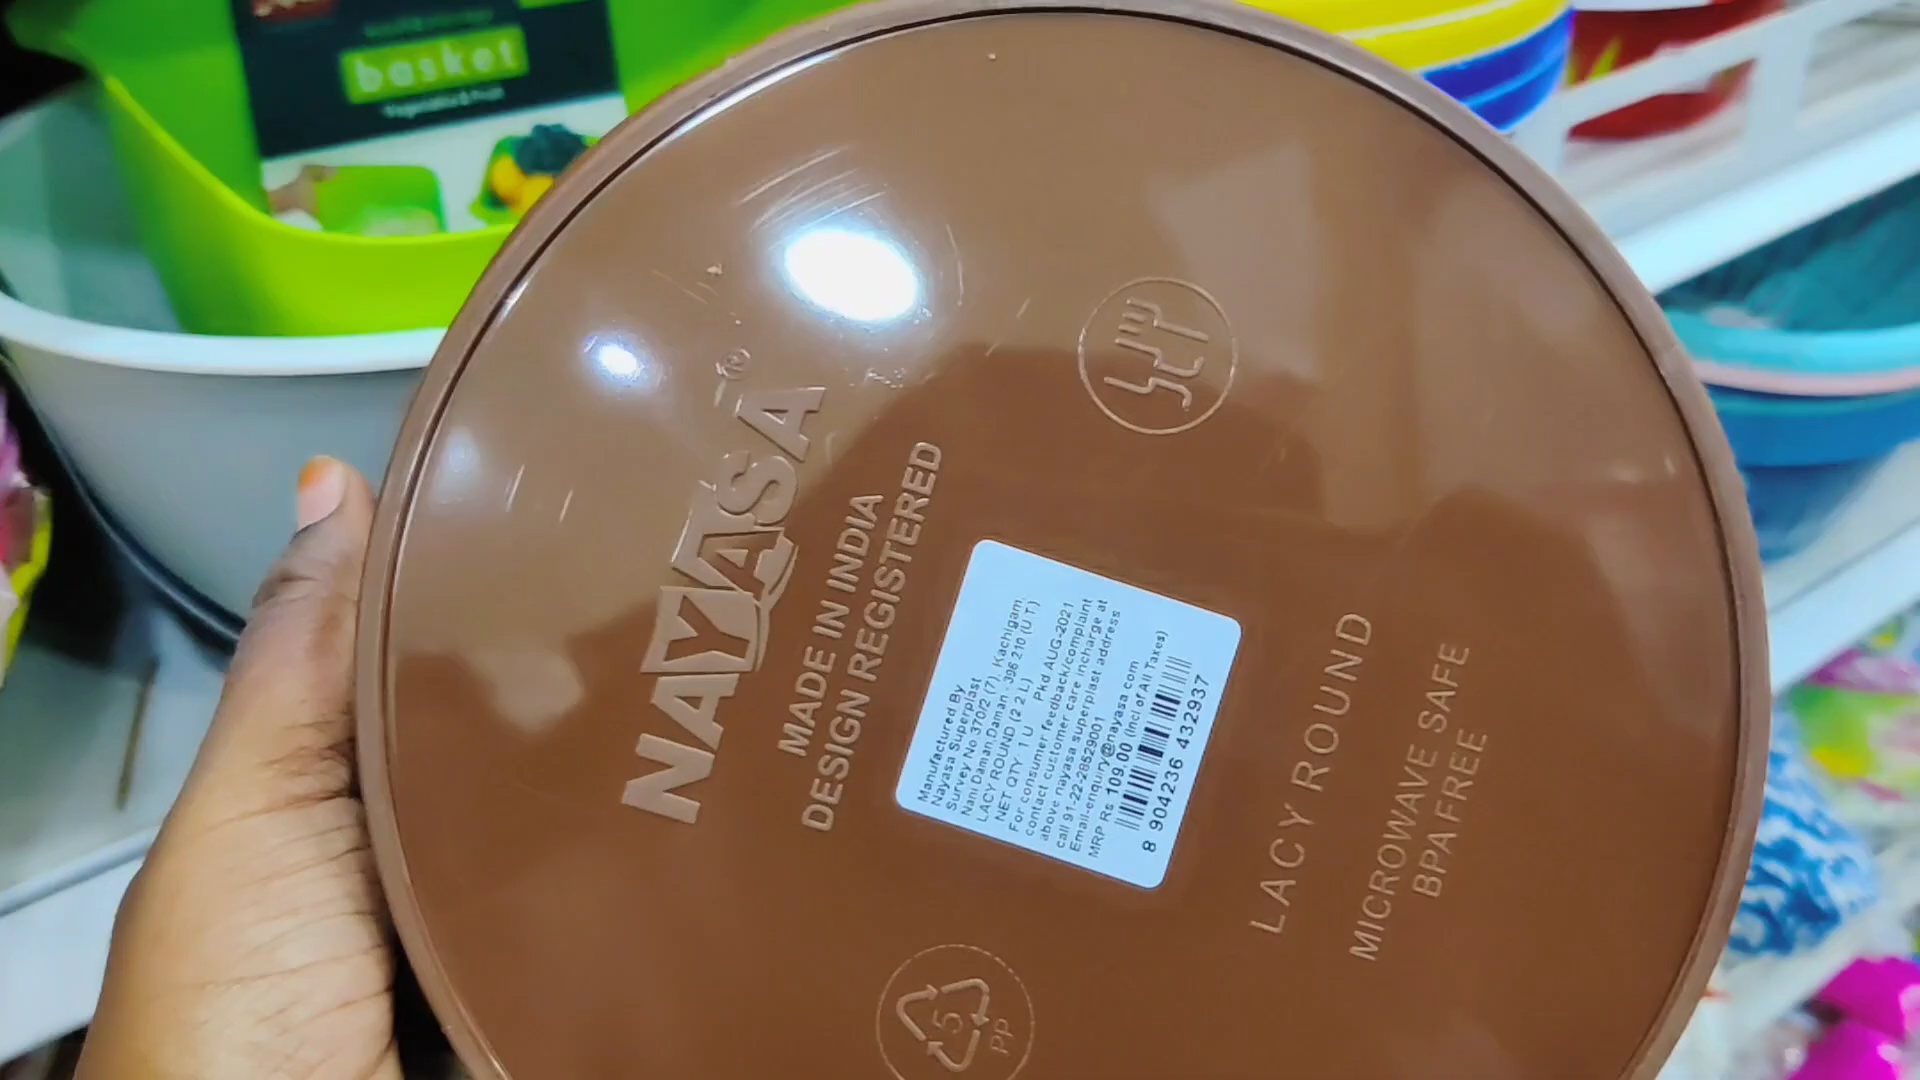 basket
NAYASA®
MADE IN INDIA
DESIGN REGISTERED
Manufactured By
Nayasa Superplast
Survey No 370/2 (7), Kachigam,
Nani Daman,Daman - 396 210 (U T)
LACY ROUND (2 2 L)
NET QTY 1 U Pkd AUG-2021
For consumer feedback/complaint
contact customer care incharge at
above nayasa superplast address
call 91-22-28529001
Email-enquiry@nayasa com
MRP Rs 109.00 (Incl of All Taxes)
8 904236 432937
LACY ROUND
MICROWAVE SAFE
BPA FREE
5
PP